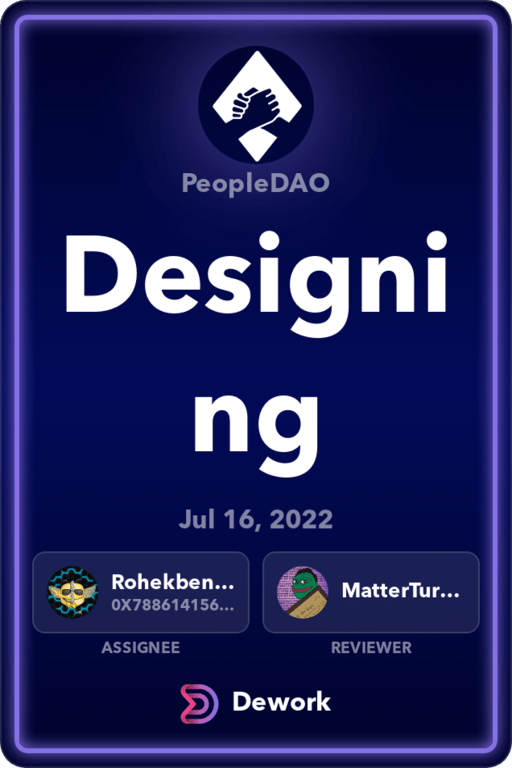 PeopleDAO
Designi
ng
Jul 16, 2022
Rohekben...
0X788614156...
MatterTur...
ASSIGNEE
REVIEWER
Dework